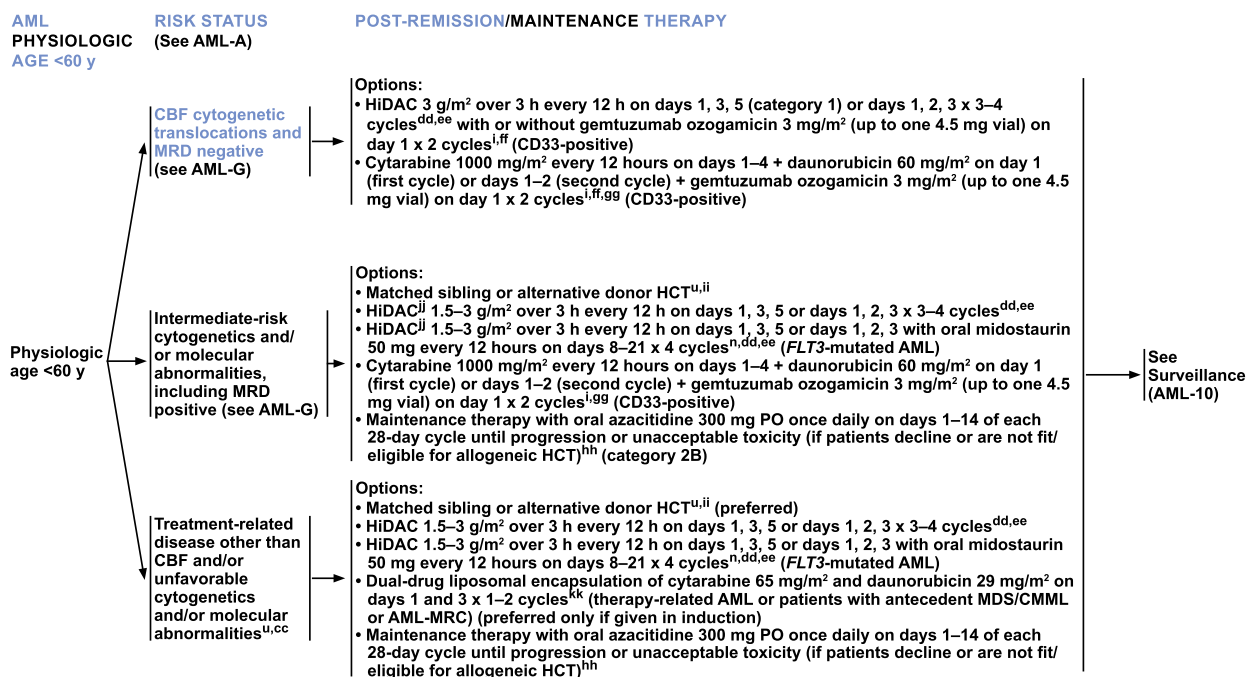 AML
PHYSIOLOGIC
AGE <60 y
RISK STATUS
(See AML-A)
POST-REMISSION/MAINTENANCE THERAPY
Physiologic
age <60 y
CBF cytogenetic
translocations and
MRD negative
(see AML-G)
Options:
• HiDAC 3 g/m² over 3 h every 12 h on days 1, 3, 5 (category 1) or days 1, 2, 3 x 3–4
cycles^dd,ee with or without gemtuzumab ozogamicin 3 mg/m² (up to one 4.5 mg vial) on
day 1 x 2 cycles^i,ff (CD33-positive)
• Cytarabine 1000 mg/m² every 12 hours on days 1–4 + daunorubicin 60 mg/m² on day 1
(first cycle) or days 1–2 (second cycle) + gemtuzumab ozogamicin 3 mg/m² (up to one 4.5
mg vial) on day 1 x 2 cycles^i,ff,gg (CD33-positive)
Intermediate-risk
cytogenetics and/
or molecular
abnormalities,
including MRD
positive (see AML-G)
Options:
• Matched sibling or alternative donor HCT^u,ii
• HiDAC^jj 1.5–3 g/m² over 3 h every 12 h on days 1, 3, 5 or days 1, 2, 3 x 3–4 cycles^dd,ee
• HiDAC^jj 1.5–3 g/m² over 3 h every 12 h on days 1, 3, 5 or days 1, 2, 3 with oral midostaurin
50 mg every 12 hours on days 8–21 x 4 cycles^n,dd,ee (FLT3-mutated AML)
• Cytarabine 1000 mg/m² every 12 hours on days 1–4 + daunorubicin 60 mg/m² on day 1
(first cycle) or days 1–2 (second cycle) + gemtuzumab ozogamicin 3 mg/m² (up to one 4.5
mg vial) on day 1 x 2 cycles^i,gg (CD33-positive)
• Maintenance therapy with oral azacitidine 300 mg PO once daily on days 1–14 of each
28-day cycle until progression or unacceptable toxicity (if patients decline or are not fit/
eligible for allogeneic HCT)^hh (category 2B)
Treatment-related
disease other than
CBF and/or
unfavorable
cytogenetics
and/or molecular
abnormalities^u,cc
Options:
• Matched sibling or alternative donor HCT^u,ii (preferred)
• HiDAC 1.5–3 g/m² over 3 h every 12 h on days 1, 3, 5 or days 1, 2, 3 x 3–4 cycles^dd,ee
• HiDAC 1.5–3 g/m² over 3 h every 12 h on days 1, 3, 5 or days 1, 2, 3 with oral midostaurin
50 mg every 12 hours on days 8–21 x 4 cycles^n,dd,ee (FLT3-mutated AML)
• Dual-drug liposomal encapsulation of cytarabine 65 mg/m² and daunorubicin 29 mg/m² on
days 1 and 3 x 1–2 cycles^kk (therapy-related AML or patients with antecedent MDS/CMML
or AML-MRC) (preferred only if given in induction)
• Maintenance therapy with oral azacitidine 300 mg PO once daily on days 1–14 of each
28-day cycle until progression or unacceptable toxicity (if patients decline or are not fit/
eligible for allogeneic HCT)^hh
See
Surveillance
(AML-10)